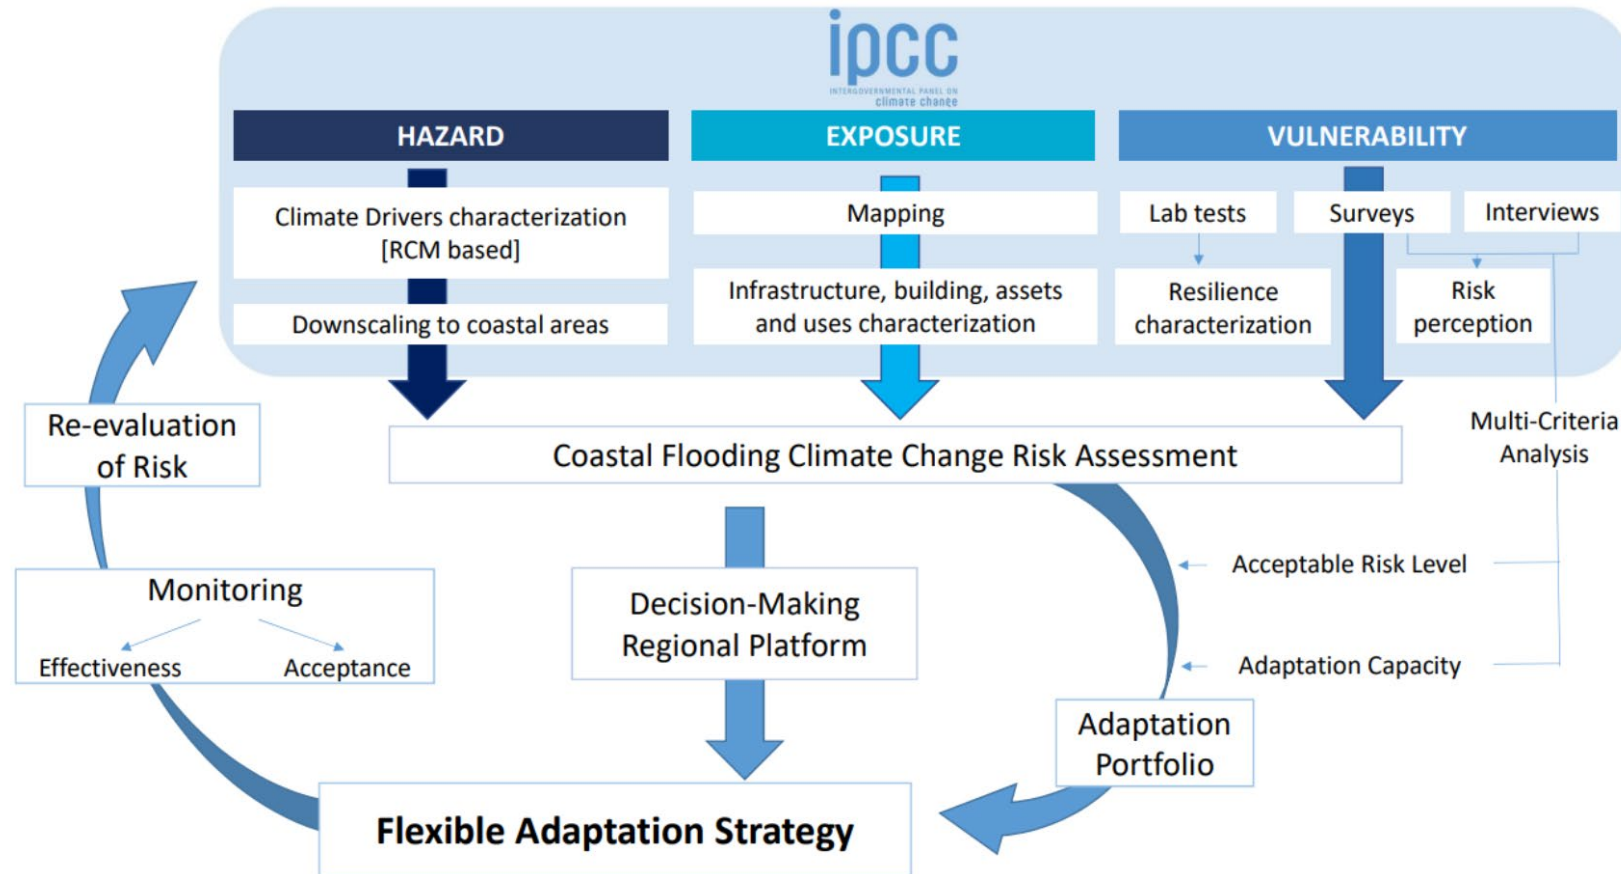 ipcc
INTERGOVERNMENTAL PANEL ON
climate change
HAZARD
EXPOSURE
VULNERABILITY
Climate Drivers characterization
[RCM based]
Downscaling to coastal areas
Mapping
Infrastructure, building, assets
and uses characterization
Lab tests
Surveys
Interviews
Resilience
characterization
Risk
perception
Re-evaluation
of Risk
Coastal Flooding Climate Change Risk Assessment
Multi-Criteria
Analysis
Monitoring
Effectiveness
Acceptance
Decision-Making
Regional Platform
Acceptable Risk Level
Adaptation Capacity
Adaptation
Portfolio
Flexible Adaptation Strategy